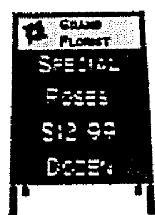 GRAND
FLORIST
SPECIAL
ROSES
$12.99
DOZEN